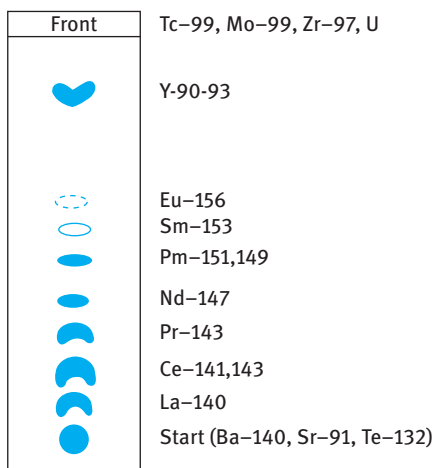 Front Tc–99, Mo–99, Zr–97, U
Y-90-93
Eu–156
Sm–153
Pm–151,149
Nd–147
Pr–143
Ce–141,143
La–140
Start (Ba–140, Sr–91, Te–132)